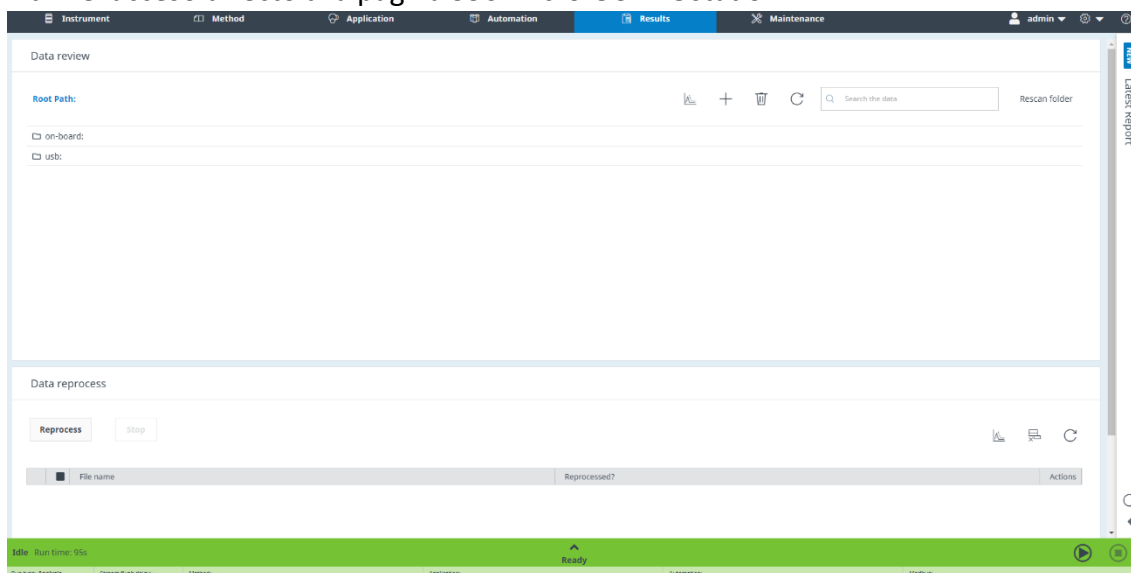 Instrument Method Application Automation Results Maintenance admin
Data review
Root Path:
Search the data
Rescan folder
NEW
Latest Report
on-board:
usb:
Data reprocess
Reprocess Stop
File name Reprocessed? Actions
Idle Run time: 95s
Ready